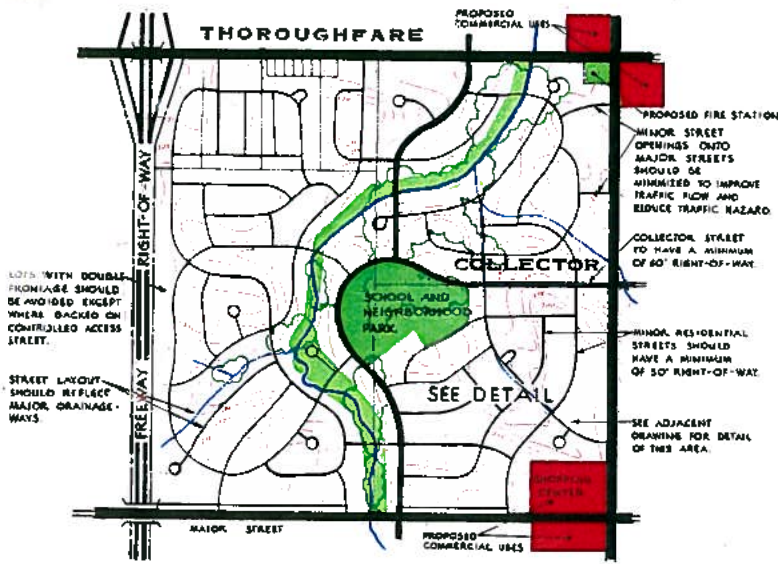 PROPOSED
COMMERCIAL USES
THOROUGHFARE
PROPOSED FIRE STATION
MINOR STREET
OPENINGS ONTO
MAJOR STREETS
SHOULD BE
MINIMIZED TO IMPROVE
TRAFFIC FLOW AND
REDUCE TRAFFIC HAZARD.
FREEWAY RIGHT-OF-WAY
COLLECTOR STREET
TO HAVE A MINIMUM
OF 60' RIGHT-OF-WAY.
COLLECTOR
LOTS WITH DOUBLE
FRONTAGE SHOULD
BE AVOIDED EXCEPT
WHERE BACKED ON
CONTROLLED ACCESS
STREET.
SCHOOL AND
NEIGHBORHOOD
PARK
MINOR RESIDENTIAL
STREETS SHOULD
HAVE A MINIMUM
OF 50' RIGHT-OF-WAY.
STREET LAYOUT
SHOULD REFLECT
MAJOR DRAINAGE-
WAYS.
SEE DETAIL
SEE ADJACENT
DRAWING FOR DETAIL
OF THIS AREA.
SHOPPING
CENTER
MAJOR STREET
PROPOSED
COMMERCIAL USES